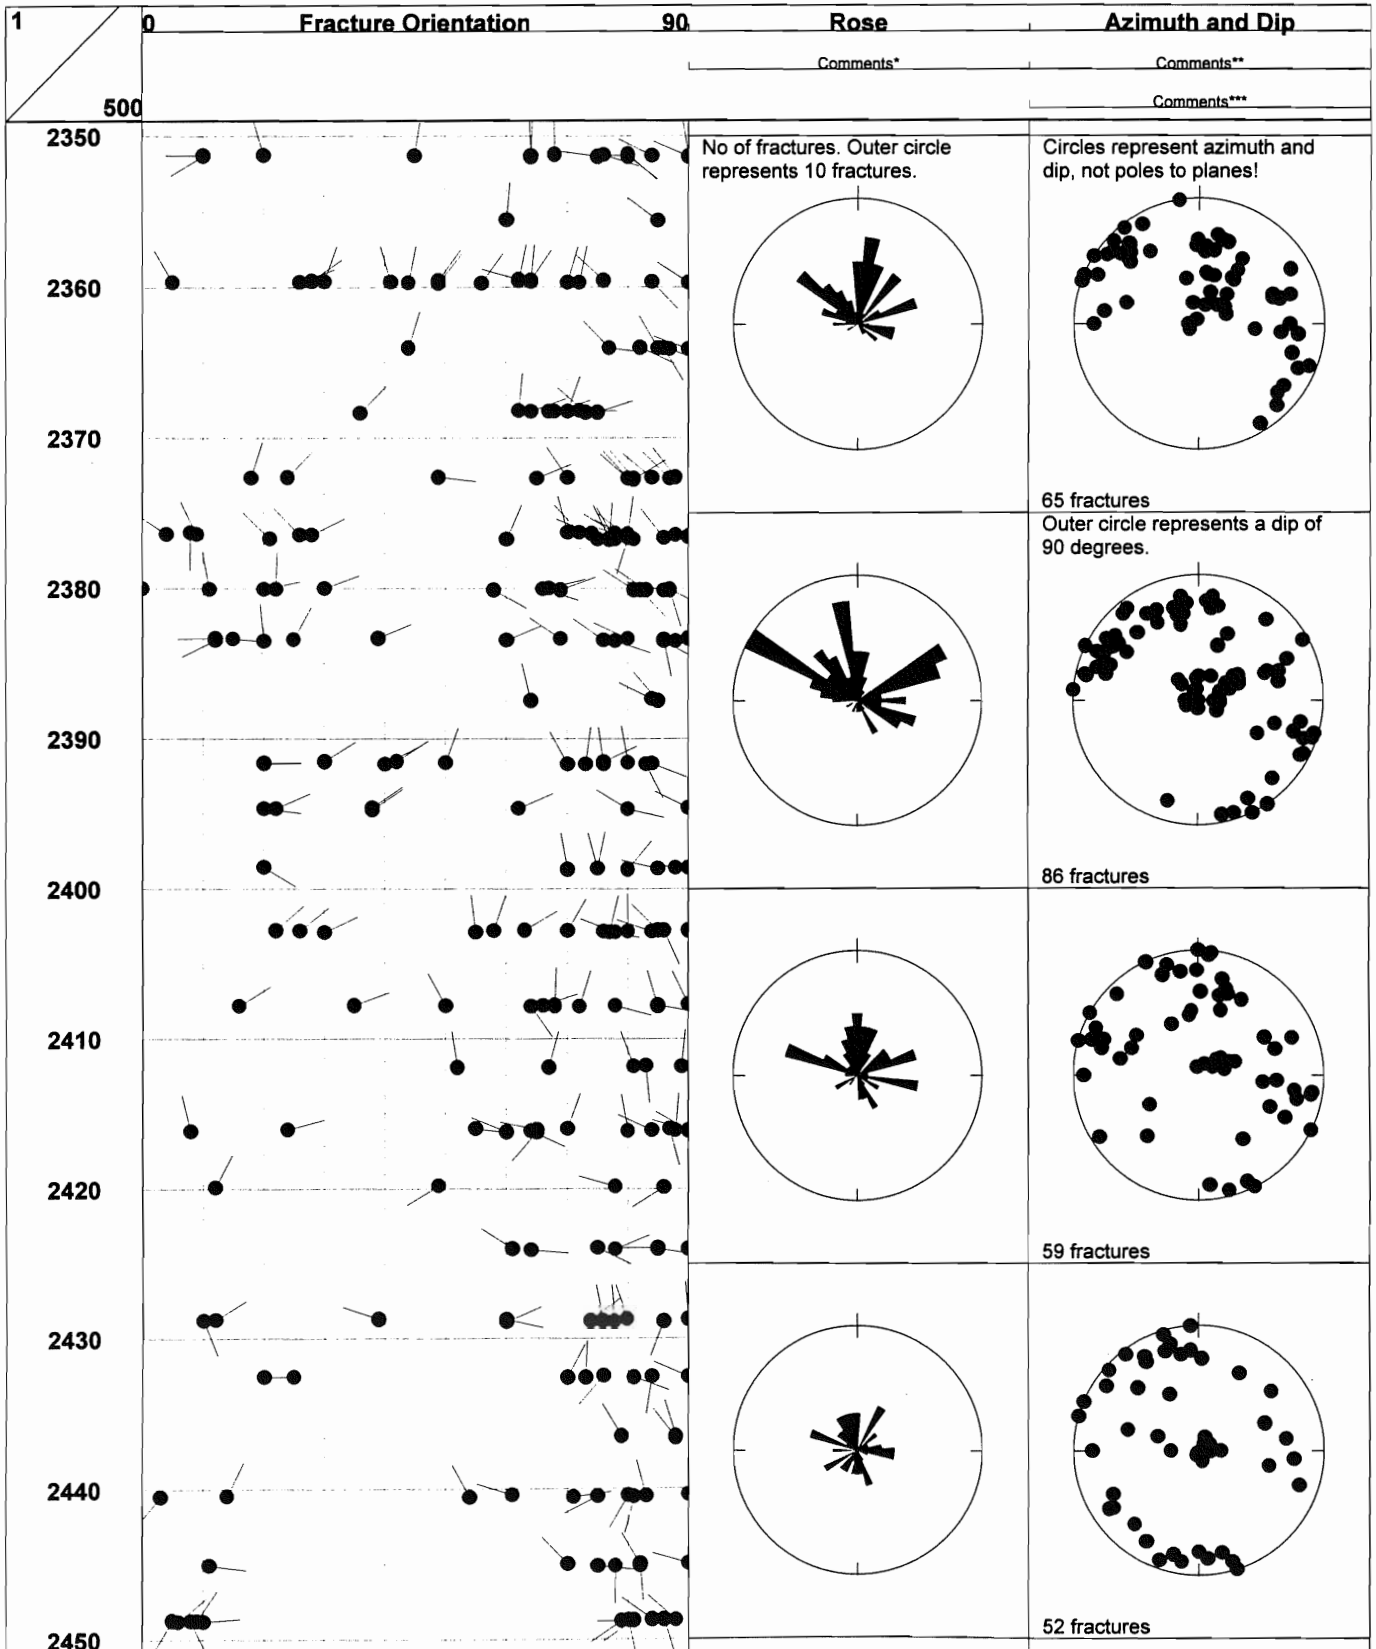 1
0 Fracture Orientation 90
Rose
Azimuth and Dip
Comments*
Comments**
500
Comments***
2350
No of fractures. Outer circle
represents 10 fractures.
Circles represent azimuth and
dip, not poles to planes!
2360
2370
65 fractures
Outer circle represents a dip of
90 degrees.
2380
2390
86 fractures
2400
2410
2420
59 fractures
2430
2440
52 fractures
2450